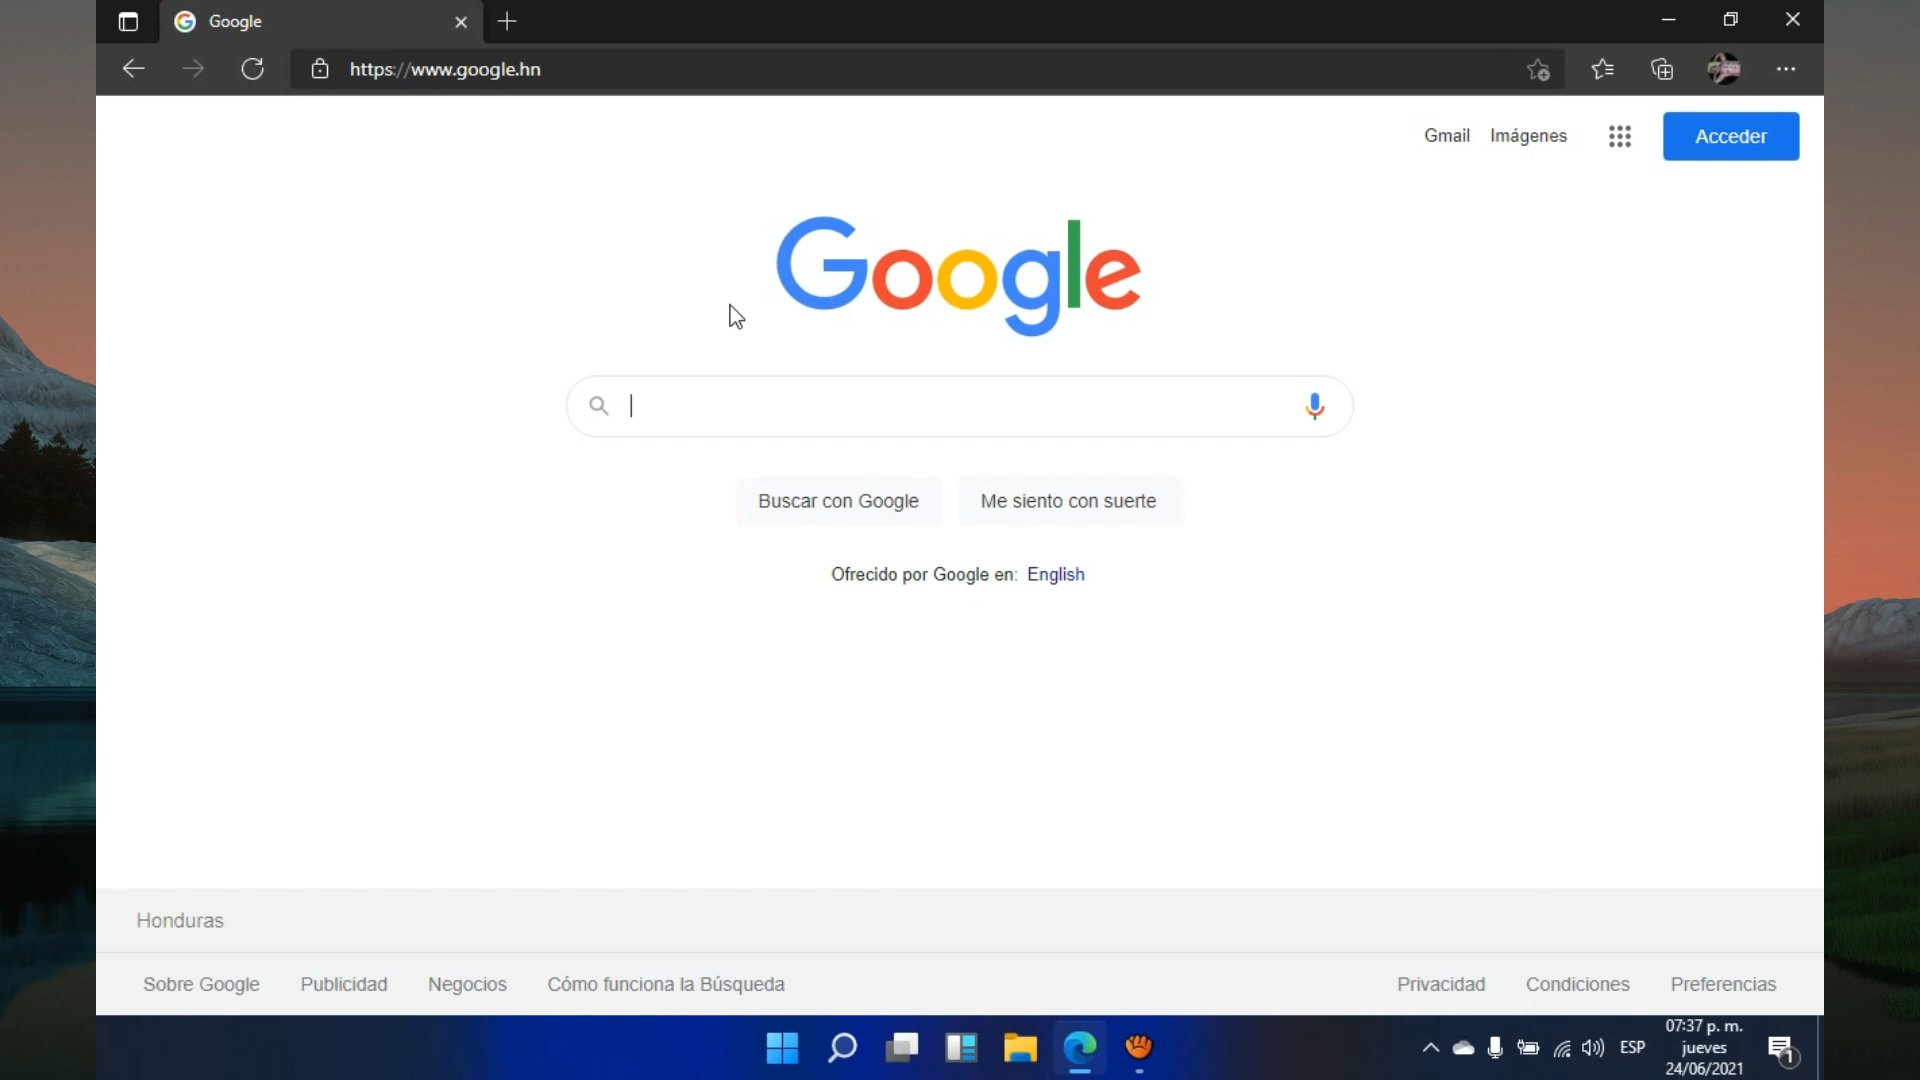 Google
https://www.google.hn
Gmail Imágenes Acceder
Google
Buscar con Google Me siento con suerte
Ofrecido por Google en: English
Honduras
Sobre Google Publicidad Negocios Cómo funciona la Búsqueda Privacidad Condiciones Preferencias
ESP
07:37 p. m.
jueves
24/06/2021
1